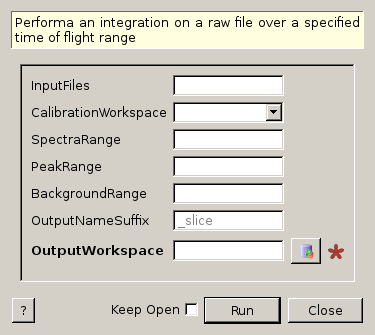 Performa an integration on a raw file over a specified
time of flight range
InputFiles
CalibrationWorkspace
SpectraRange
PeakRange
BackgroundRange
OutputNameSuffix _slice
OutputWorkspace
? Keep Open Run Close